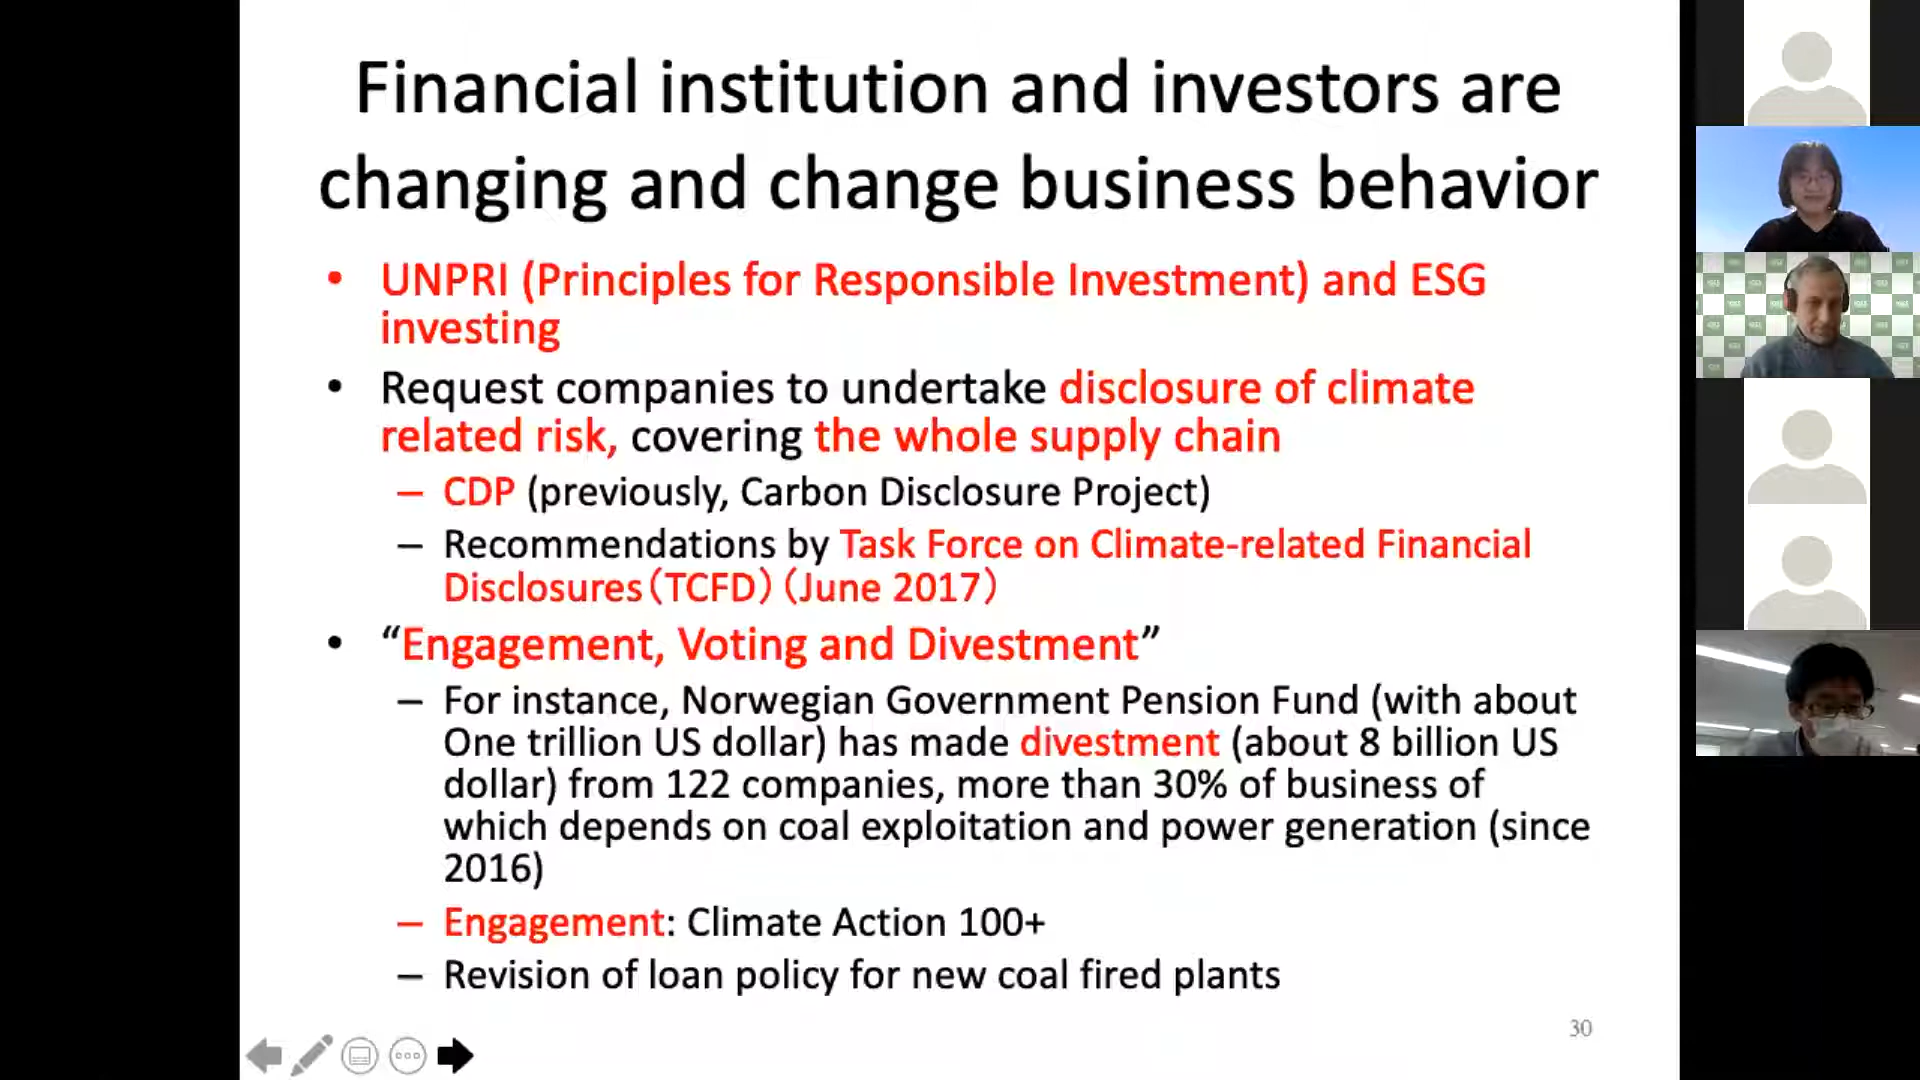 Financial institution and investors are
changing and change business behavior
• UNPRI (Principles for Responsible Investment) and ESG
investing
• Request companies to undertake disclosure of climate
related risk, covering the whole supply chain
– CDP (previously, Carbon Disclosure Project)
– Recommendations by Task Force on Climate-related Financial
Disclosures（TCFD）（June 2017）
• “Engagement, Voting and Divestment”
– For instance, Norwegian Government Pension Fund (with about
One trillion US dollar) has made divestment (about 8 billion US
dollar) from 122 companies, more than 30% of business of
which depends on coal exploitation and power generation (since
2016)
– Engagement: Climate Action 100+
– Revision of loan policy for new coal fired plants
30